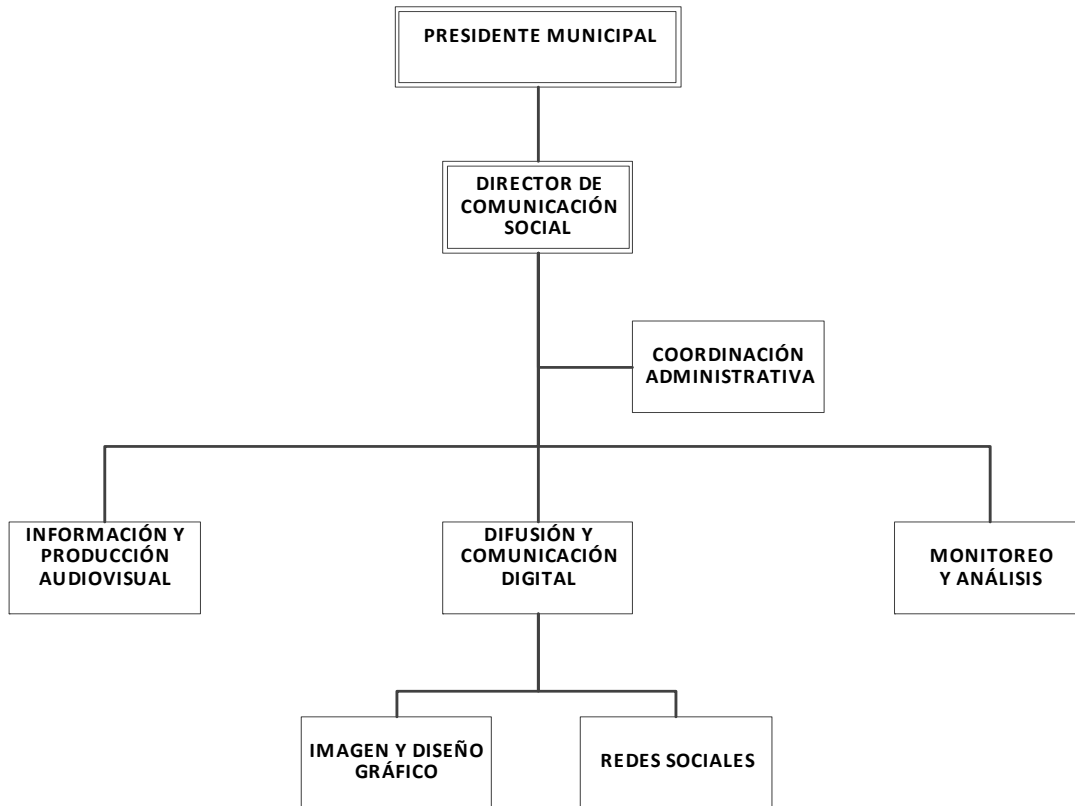 PRESIDENTE MUNICIPAL
DIRECTOR DE
COMUNICACIÓN
SOCIAL
COORDINACIÓN
ADMINISTRATIVA
INFORMACIÓN Y
PRODUCCIÓN
AUDIOVISUAL
DIFUSIÓN Y
COMUNICACIÓN
DIGITAL
MONITOREO
Y ANÁLISIS
IMAGEN Y DISEÑO
GRÁFICO
REDES SOCIALES